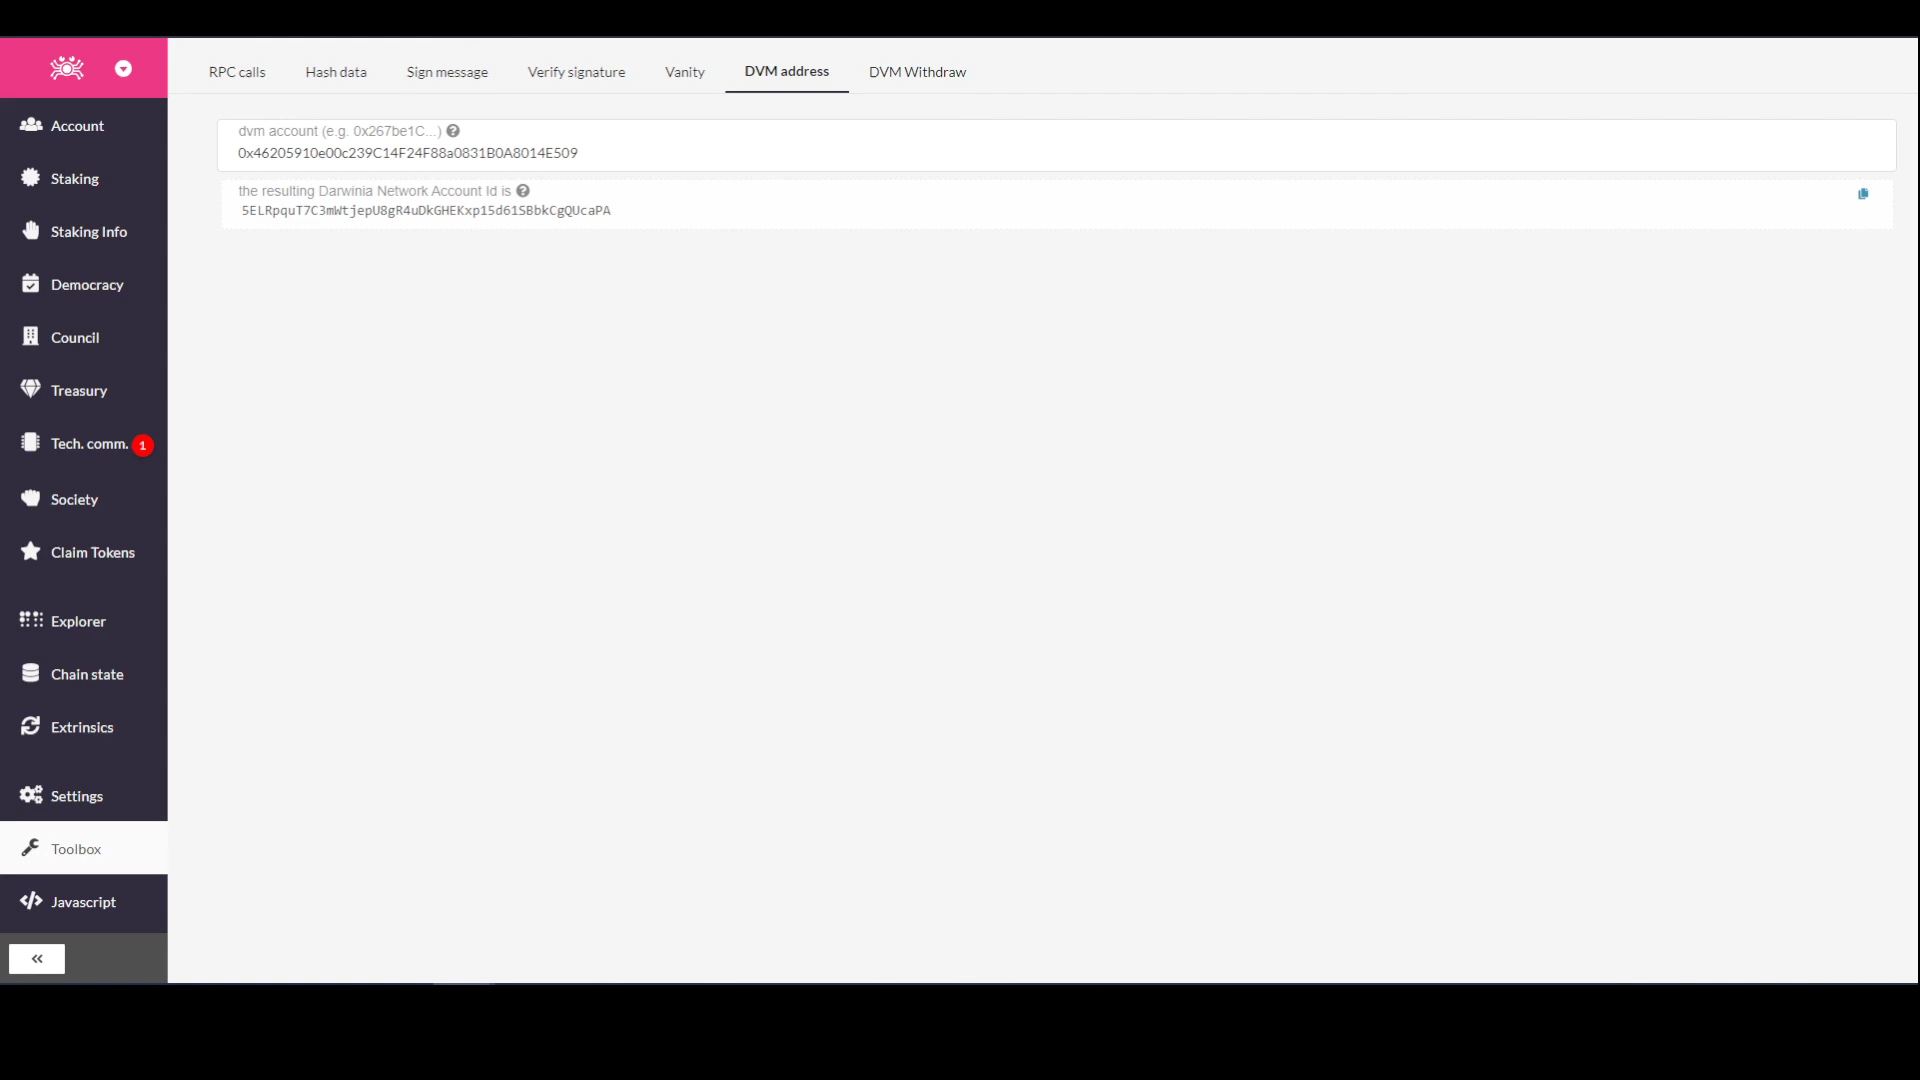 RPC calls Hash data Sign message Verify signature Vanity DVM address DVM Withdraw
dvm account (e.g. 0x267be1C...)
0x46205910e00c239C14F24F88a0831B0A8014E509
the resulting Darwinia Network Account Id is
5ELRpquT7C3mWtjepU8gR4uDkGHEKxp15d61SBbkCgQUcaPA
Account
Staking
Staking Info
Democracy
Council
Treasury
Tech. comm. 1
Society
Claim Tokens
Explorer
Chain state
Extrinsics
Settings
Toolbox
Javascript